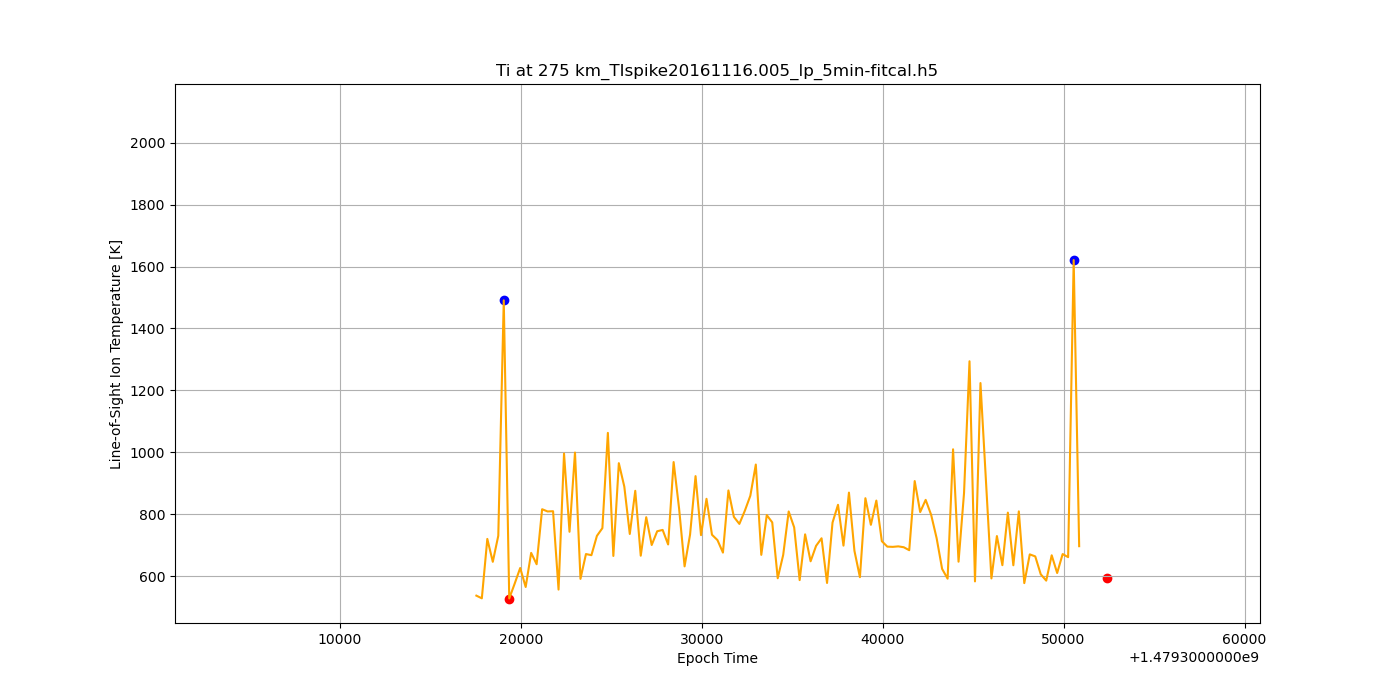 Ti at 275 km_TIspike20161116.005_lp_5min-fitcal.h5
Line-of-Sight Ion Temperature [K]
2000
1800
1600
1400
1200
1000
800
600
10000 20000 30000 40000 50000 60000
Epoch Time
+1.4793000000e9